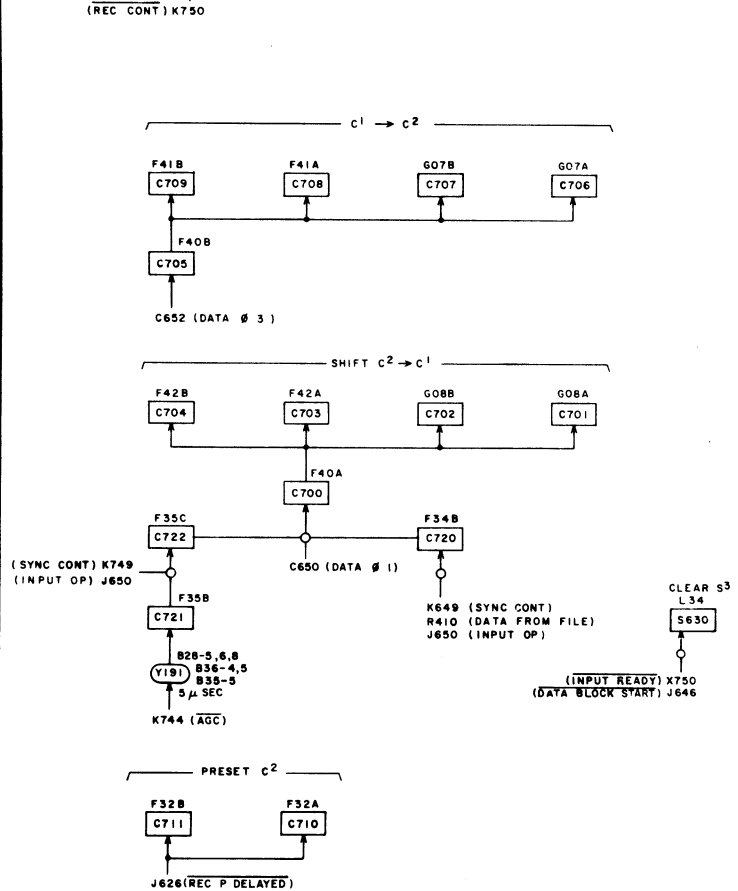 (REC CONT) K750
C¹ → C²
F41B F41A G07B G07A
C709 C708 C707 C706
F40B
C705
C652 (DATA Ø 3)
SHIFT C² → C¹
F42B F42A G08B G08A
C704 C703 C702 C701
F40A
C700
F35C F34B
C722 C720
(SYNC CONT) K749
(INPUT OP) J650
C650 (DATA Ø 1)
F35B
C721
K649 (SYNC CONT)
R410 (DATA FROM FILE)
J650 (INPUT OP)
CLEAR S³
L34
S630
B28-5,6,8
Y191 B36-4,5
B35-5
5 μ SEC
(INPUT READY) X750
(DATA BLOCK START) J646
K744 (AGC)
PRESET C²
F32B F32A
C711 C710
J626 (REC P DELAYED)